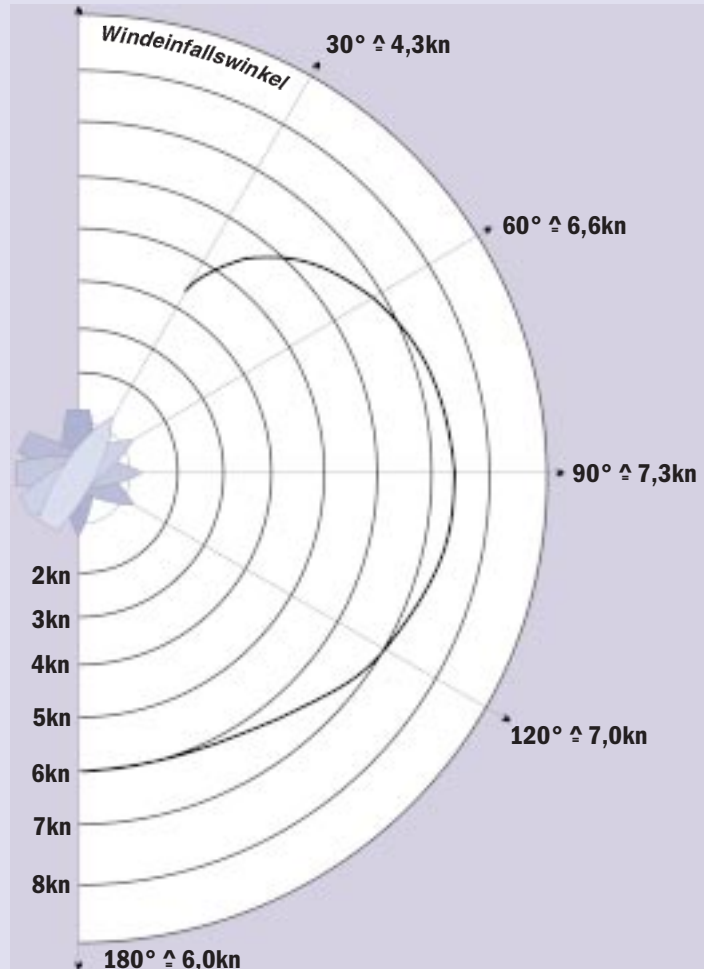 Windeinfallswinkel
30° ≙ 4,3kn
60° ≙ 6,6kn
90° ≙ 7,3kn
2kn
3kn
4kn
5kn
120° ≙ 7,0kn
6kn
7kn
8kn
180° ≙ 6,0kn